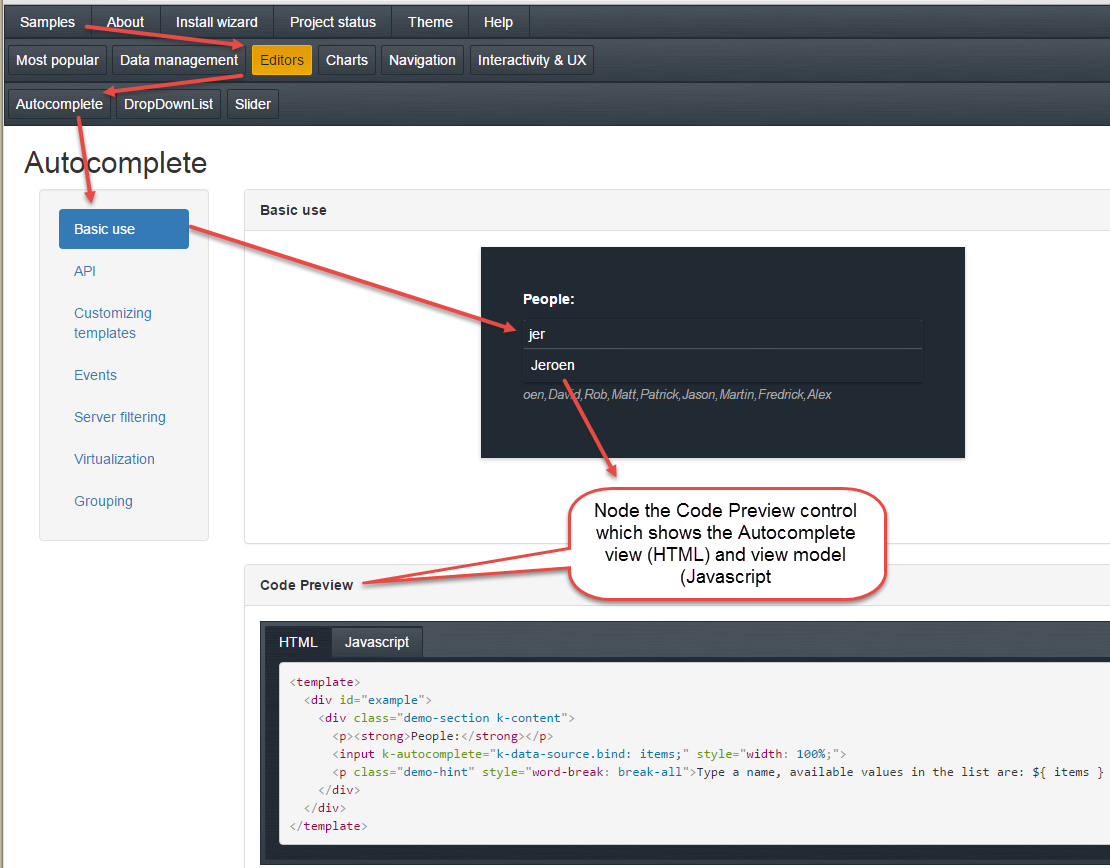 Samples About Install wizard Project status Theme Help
Most popular Data management Editors Charts Navigation Interactivity & UX
Autocomplete DropDownList Slider
Autocomplete
Basic use
API
Customizing
templates
Events
Server filtering
Virtualization
Grouping
Basic use
People:
jer
Jeroen
oen,David,Rob,Matt,Patrick,Jason,Martin,Fredrick,Alex
Node the Code Preview control
which shows the Autocomplete
view (HTML) and view model
(Javascript
Code Preview
HTML Javascript
<template>
<div id="example">
<div class="demo-section k-content">
<p><strong>People:</strong></p>
<input k-autocomplete="k-data-source.bind: items;" style="width: 100%;">
<p class="demo-hint" style="word-break: break-all">Type a name, available values in the list are: ${ items }
</div>
</div>
</template>